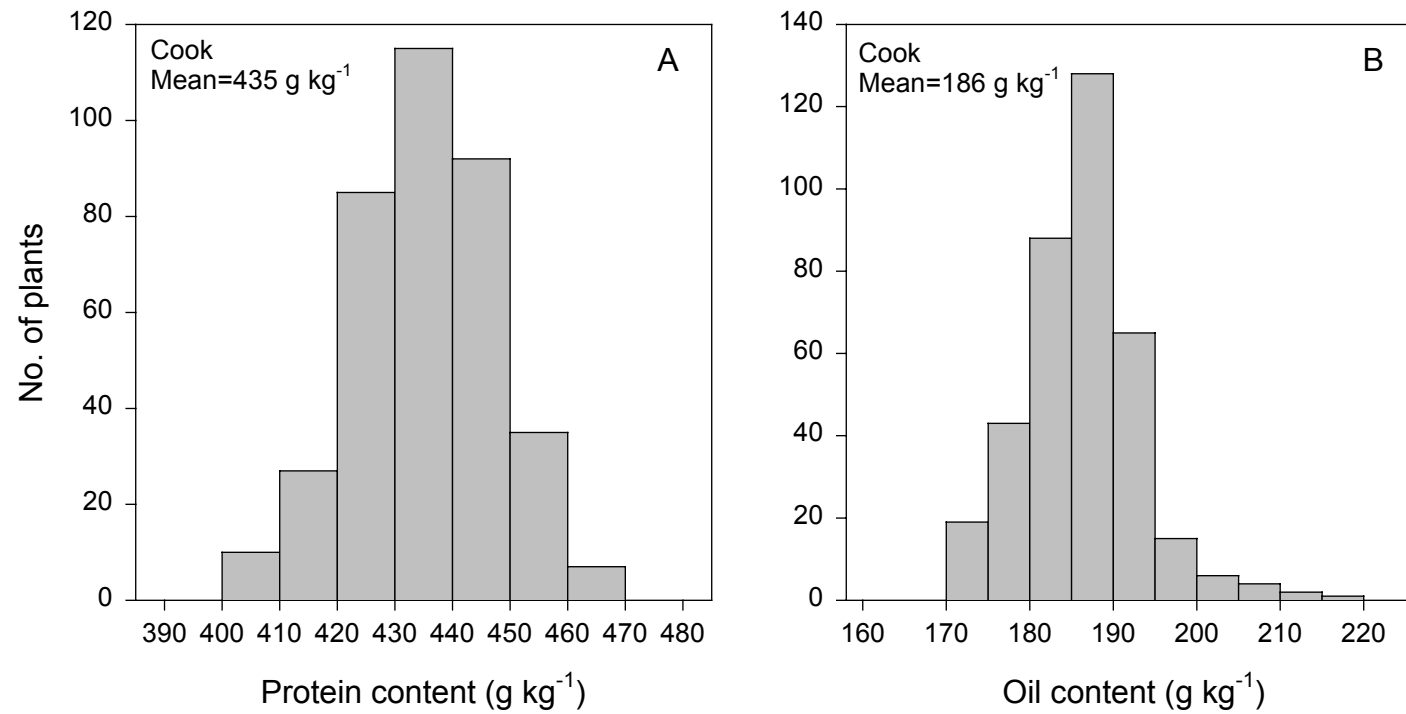 Cook
Mean=435 g kg⁻¹
A
120
100
80
60
40
20
0
No. of plants
390 400 410 420 430 440 450 460 470 480
Protein content (g kg⁻¹)
Cook
Mean=186 g kg⁻¹
B
140
120
100
80
60
40
20
0
160 170 180 190 200 210 220
Oil content (g kg⁻¹)